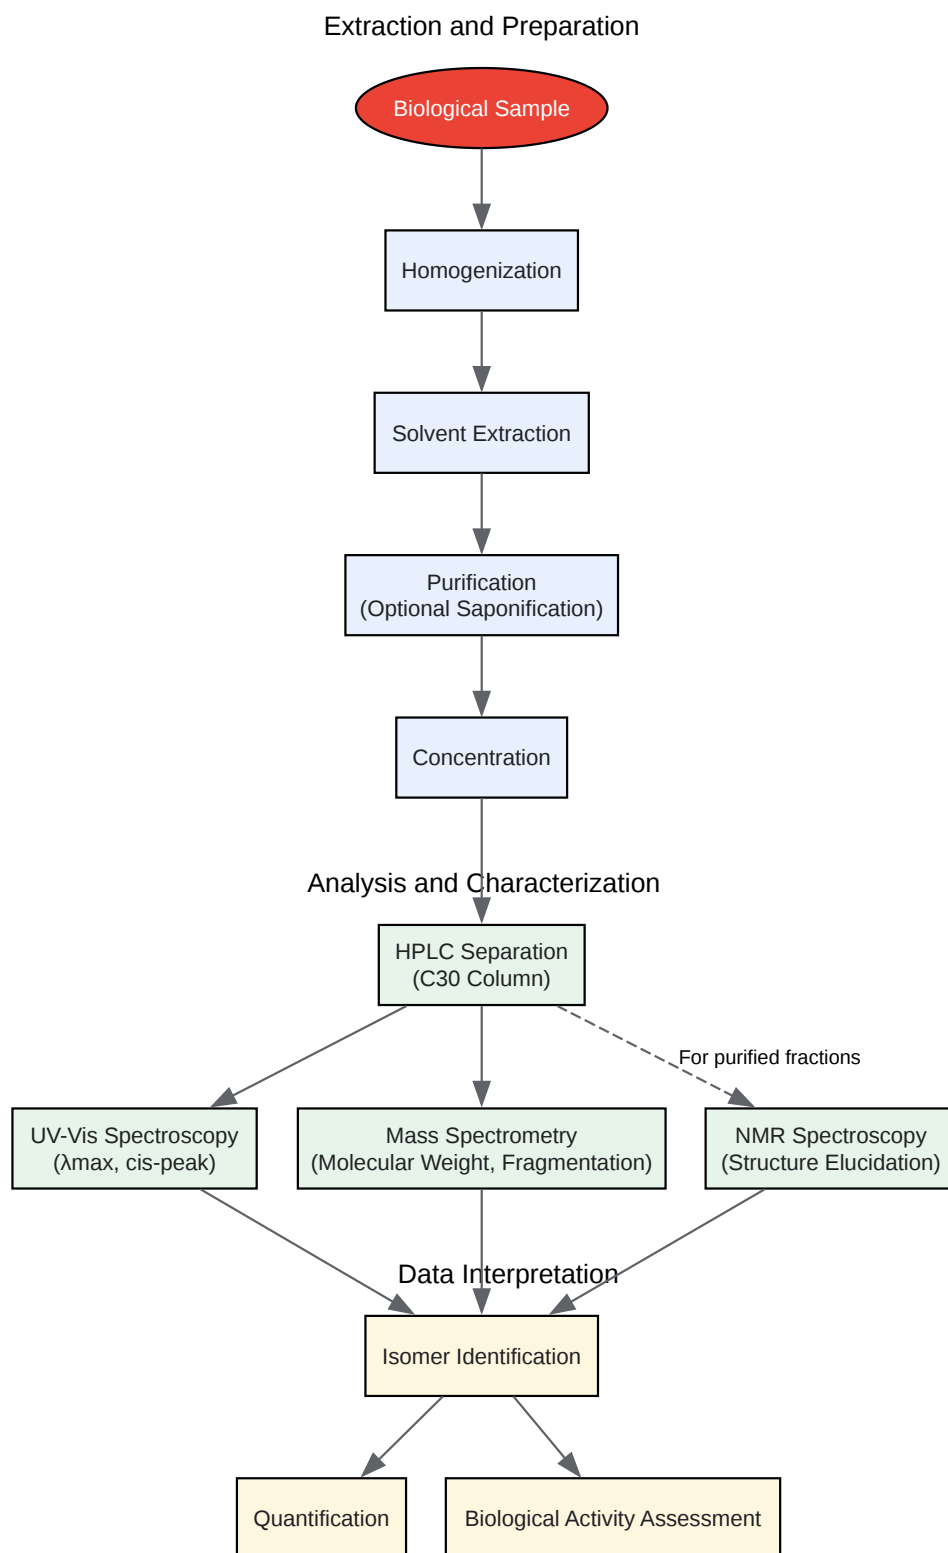 Extraction and Preparation
Biological Sample
Homogenization
Solvent Extraction
Purification
(Optional Saponification)
Concentration
Analysis and Characterization
HPLC Separation
(C30 Column)
For purified fractions
UV-Vis Spectroscopy
(λmax, cis-peak)
Mass Spectrometry
(Molecular Weight, Fragmentation)
NMR Spectroscopy
(Structure Elucidation)
Data Interpretation
Isomer Identification
Quantification
Biological Activity Assessment